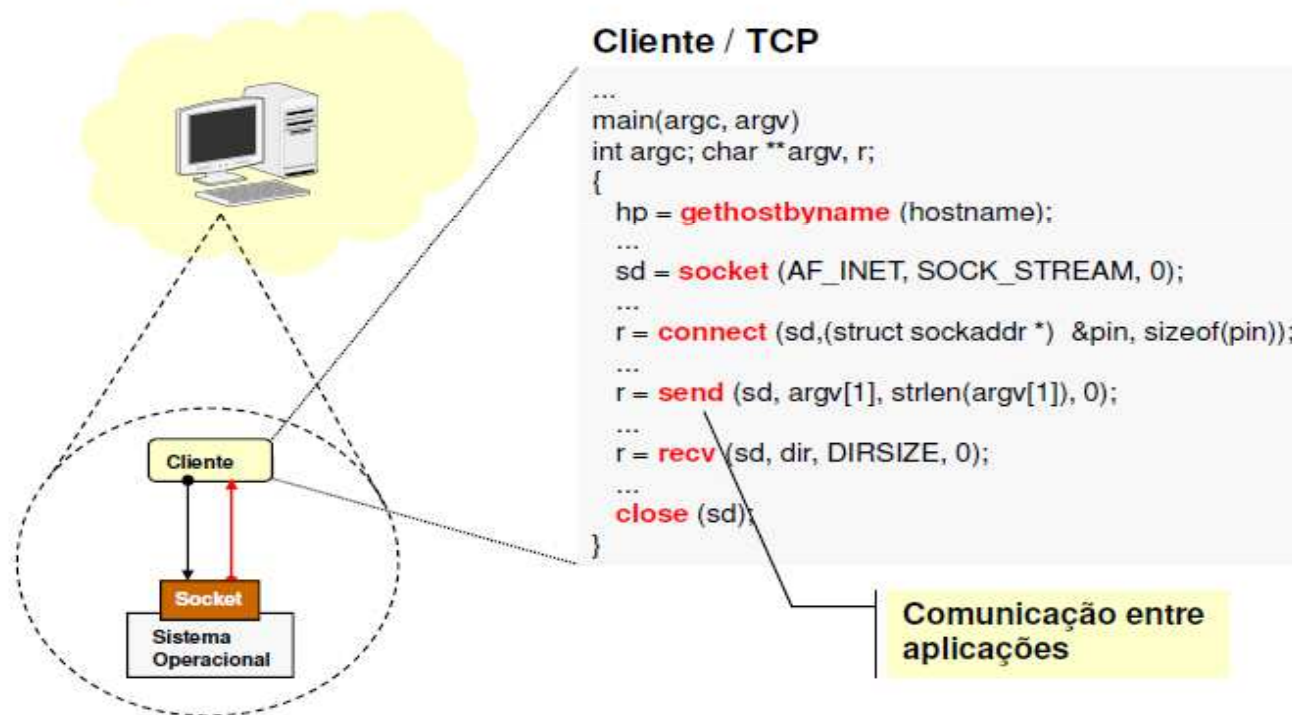 Cliente / TCP
...
main(argc, argv)
int argc; char **argv, r;
{
hp = gethostbyname (hostname);
...
sd = socket (AF_INET, SOCK_STREAM, 0);
...
r = connect (sd,(struct sockaddr *) &pin, sizeof(pin));
...
r = send (sd, argv[1], strlen(argv[1]), 0);
...
r = recv (sd, dir, DIRSIZE, 0);
...
close (sd);
}
Cliente
Socket
Sistema
Operacional
Comunicação entre
aplicações